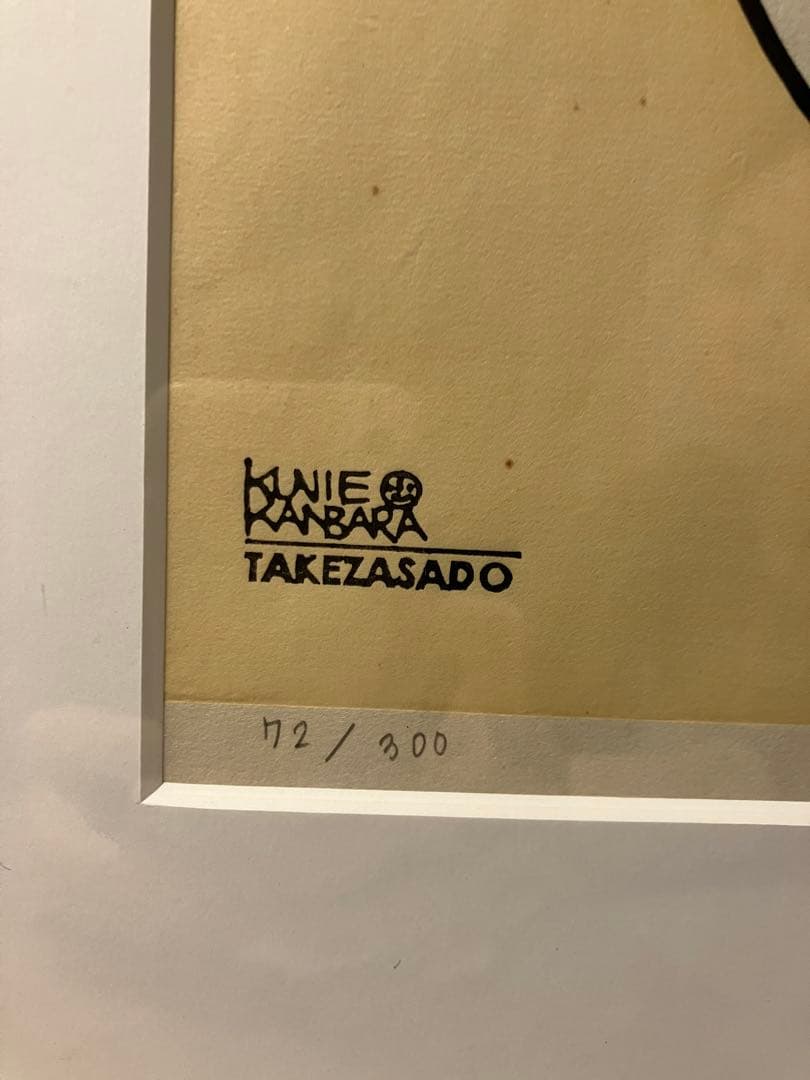 KUNIE
KANBARA
TAKEZASADO
72 / 300